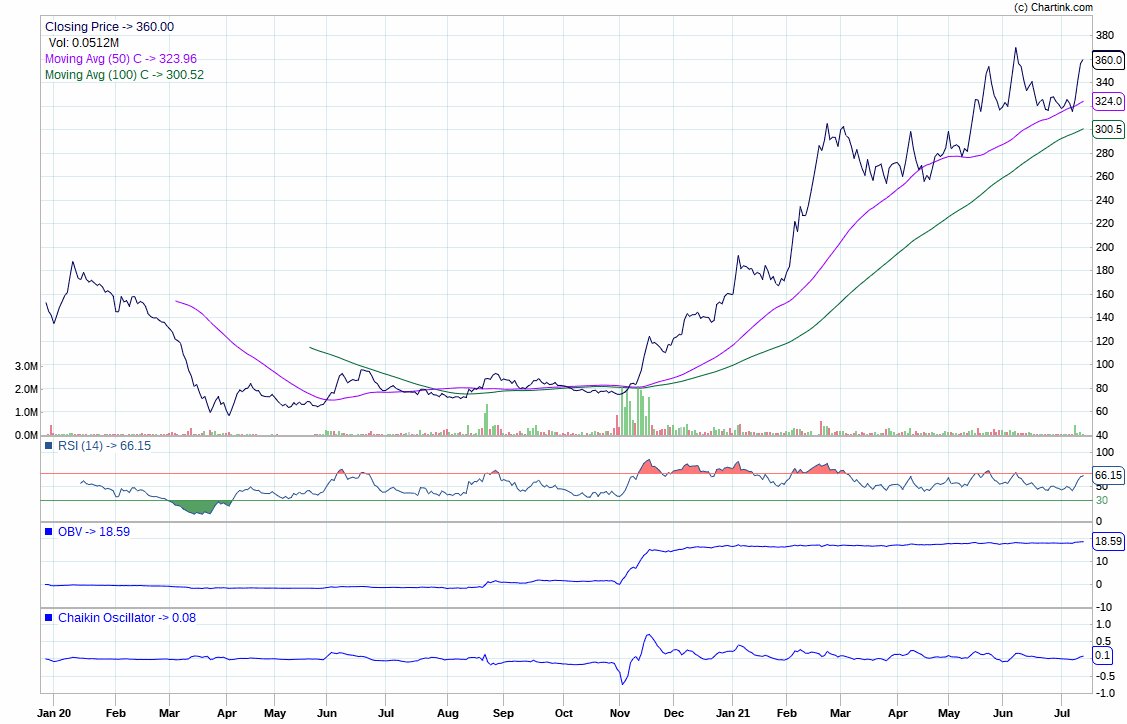 (c) Chartink.com
Closing Price -> 360.00
Vol: 0.0512M
Moving Avg (50) C -> 323.96
Moving Avg (100) C -> 300.52
380
360.0
340
324.0
300.5
280
260
240
220
200
180
160
140
120
100
80
60
40
3.0M
2.0M
1.0M
0.0M
RSI (14) -> 66.15
100
66.15
50
30
0
OBV -> 18.59
18.59
10
0
-10
Chaikin Oscillator -> 0.08
1.0
0.5
0.1
-0.5
-1.0
Jan 20 Feb Mar Apr May Jun Jul Aug Sep Oct Nov Dec Jan 21 Feb Mar Apr May Jun Jul